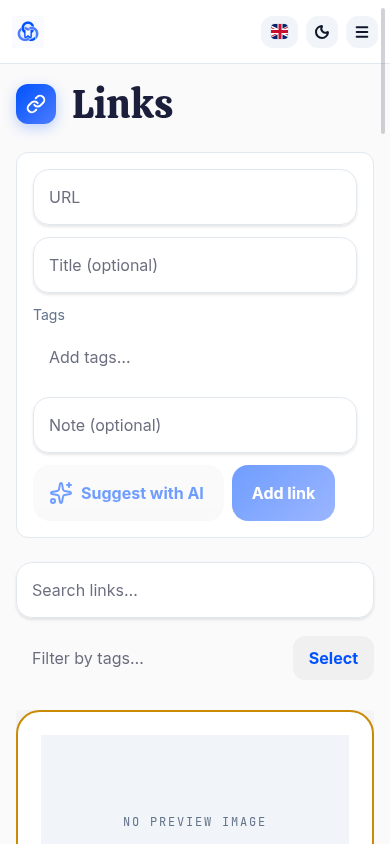 Links
URL
Title (optional)
Tags
Add tags...
Note (optional)
Suggest with AI
Add link
Search links...
Filter by tags...
Select
NO PREVIEW IMAGE